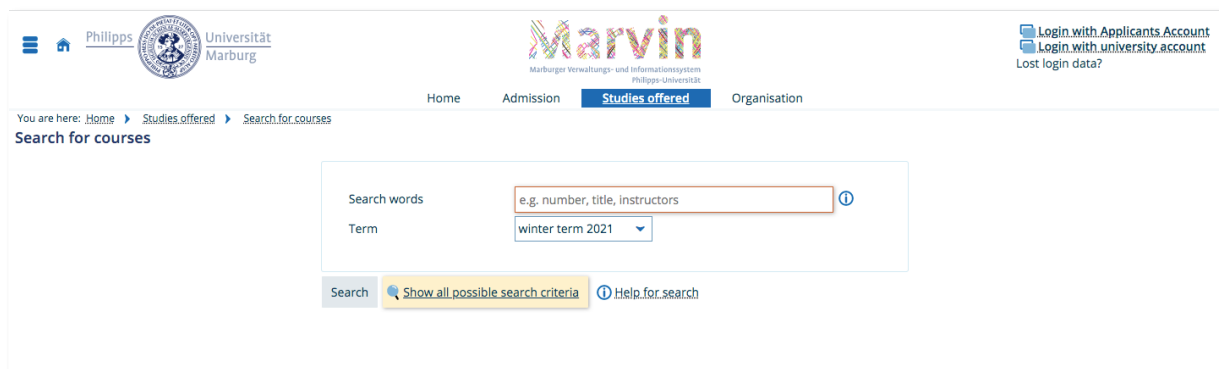 Philipps Universität
Marburg
Marvin
Marburger Verwaltungs- und Informationssystem
Philipps-Universität
Login with Applicants Account
Login with university account
Lost login data?
Home Admission Studies offered Organisation
You are here: Home Studies offered Search for courses
Search for courses
Search words e.g. number, title, instructors
Term winter term 2021
Search Show all possible search criteria Help for search